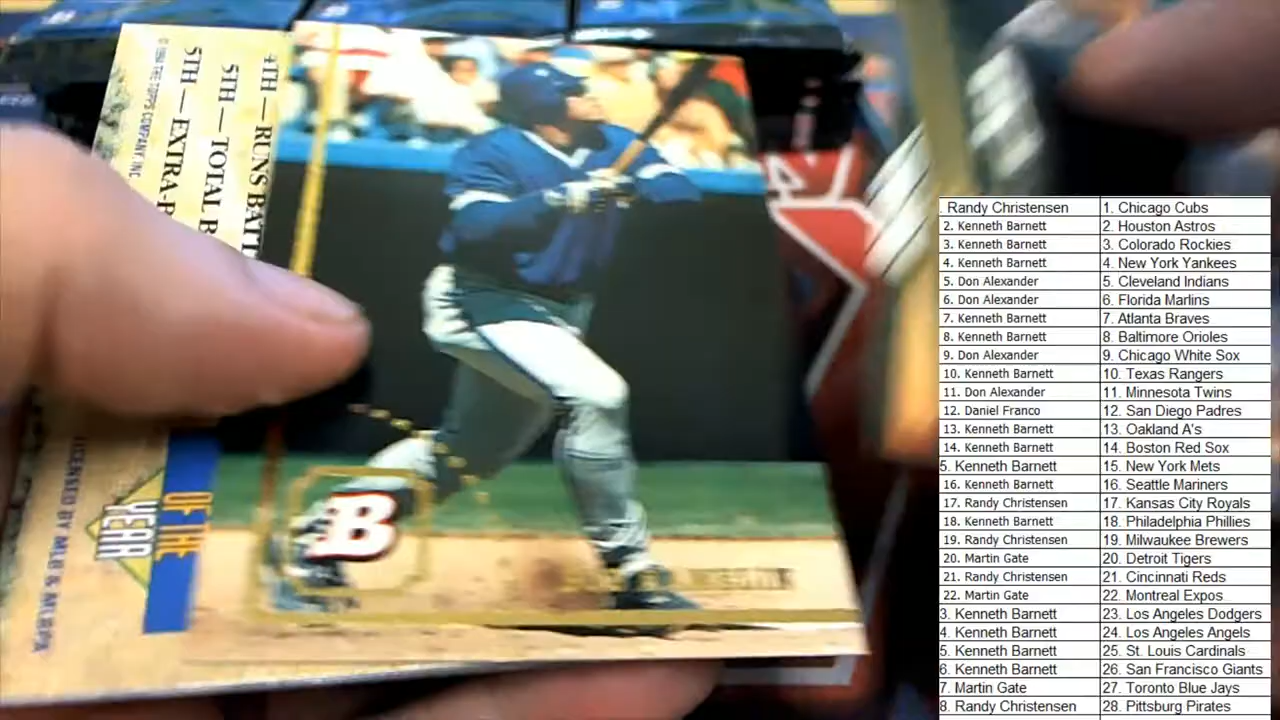 4TH — RUNS BATT
5TH — TOTAL B
5TH — EXTRA-
© 1994 THE TOPPS COMPANY, INC
OF THE
YEAR
LICENSED BY MLB & MLBPA
B
. Randy Christensen 1. Chicago Cubs
2. Kenneth Barnett 2. Houston Astros
3. Kenneth Barnett 3. Colorado Rockies
4. Kenneth Barnett 4. New York Yankees
5. Don Alexander 5. Cleveland Indians
6. Don Alexander 6. Florida Marlins
7. Kenneth Barnett 7. Atlanta Braves
8. Kenneth Barnett 8. Baltimore Orioles
9. Don Alexander 9. Chicago White Sox
10. Kenneth Barnett 10. Texas Rangers
11. Don Alexander 11. Minnesota Twins
12. Daniel Franco 12. San Diego Padres
13. Kenneth Barnett 13. Oakland A's
14. Kenneth Barnett 14. Boston Red Sox
5. Kenneth Barnett 15. New York Mets
16. Kenneth Barnett 16. Seattle Mariners
17. Randy Christensen 17. Kansas City Royals
18. Kenneth Barnett 18. Philadelphia Phillies
19. Randy Christensen 19. Milwaukee Brewers
20. Martin Gate 20. Detroit Tigers
21. Randy Christensen 21. Cincinnati Reds
22. Martin Gate 22. Montreal Expos
3. Kenneth Barnett 23. Los Angeles Dodgers
4. Kenneth Barnett 24. Los Angeles Angels
5. Kenneth Barnett 25. St. Louis Cardinals
6. Kenneth Barnett 26. San Francisco Giants
7. Martin Gate 27. Toronto Blue Jays
8. Randy Christensen 28. Pittsburg Pirates